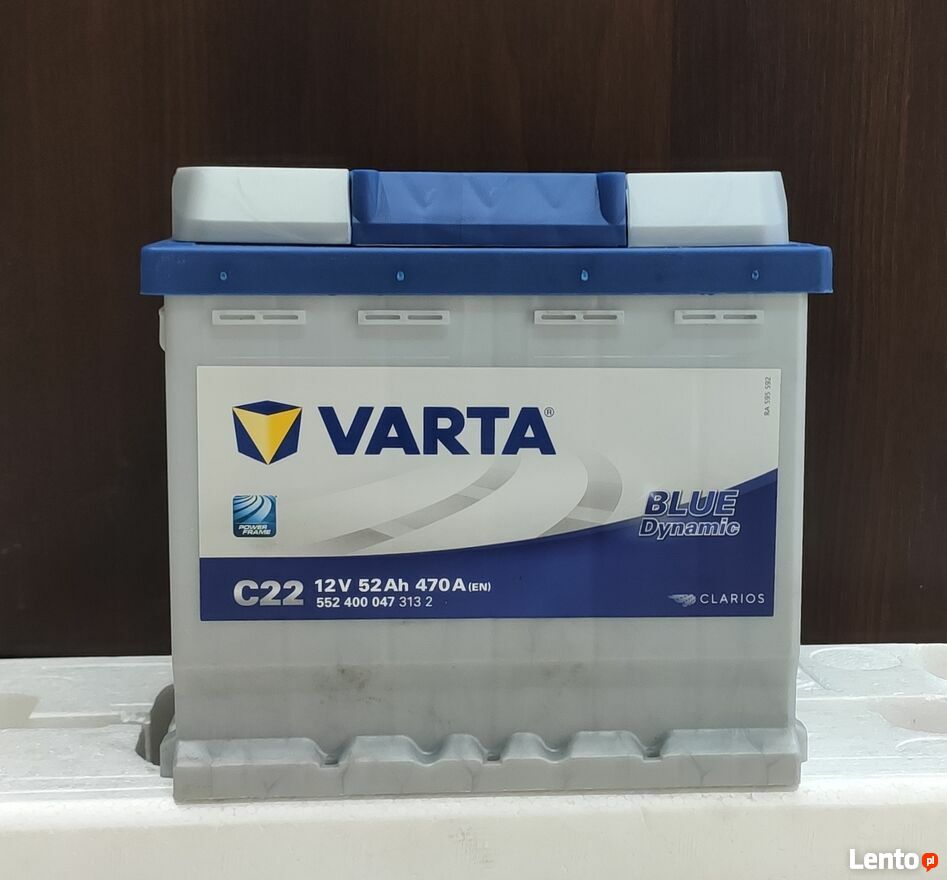 RA 595 592
VARTA®
POWER
FRAME
BLUE
Dynamic
C22 12V 52Ah 470A (EN)
552 400 047 313 2
CLARIOS
Lento.pl